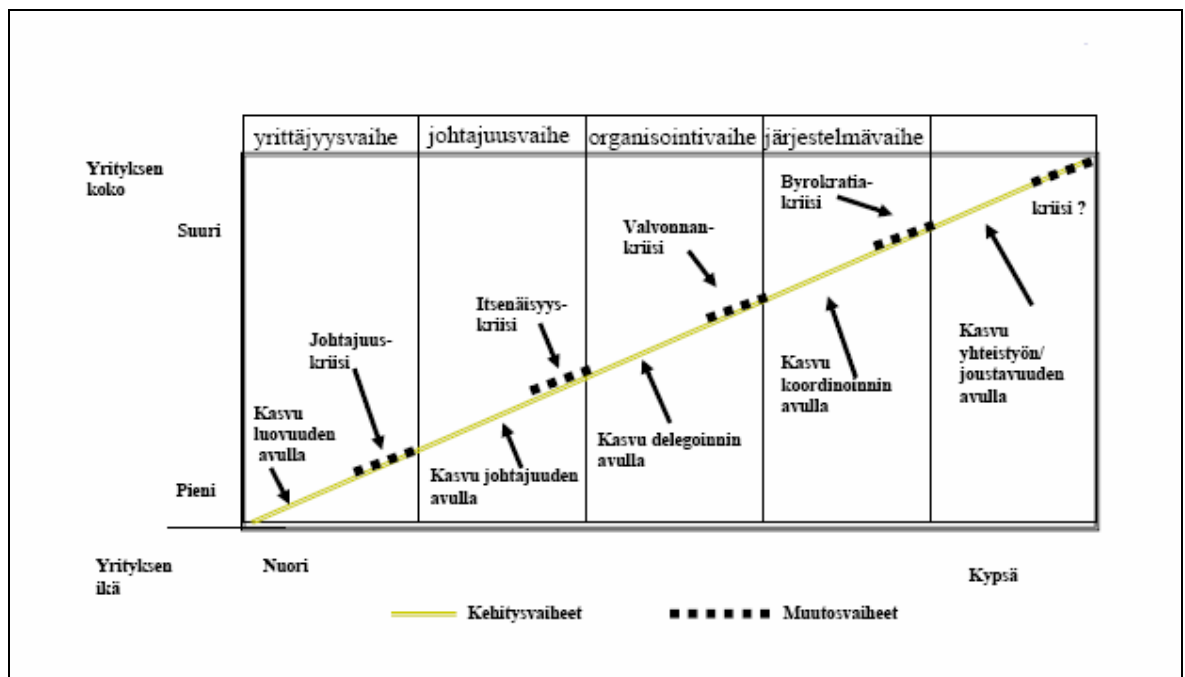 yrittäjyysvaihe
johtajuusvaihe
organisointivaihe
järjestelmävaihe
Yrityksen
koko
Suuri
Pieni
Kasvu
luovuuden
avulla
Johtajuus-
kriisi
Kasvu johtajuuden
avulla
Itsenäisyys-
kriisi
Kasvu delegoinnin
avulla
Valvonnan-
kriisi
Kasvu
koordinoinnin
avulla
Byrokratia-
kriisi
Kasvu
yhteistyön/
joustavuuden
avulla
kriisi ?
Yrityksen
ikä
Nuori
Kypsä
Kehitysvaiheet
Muutosvaiheet